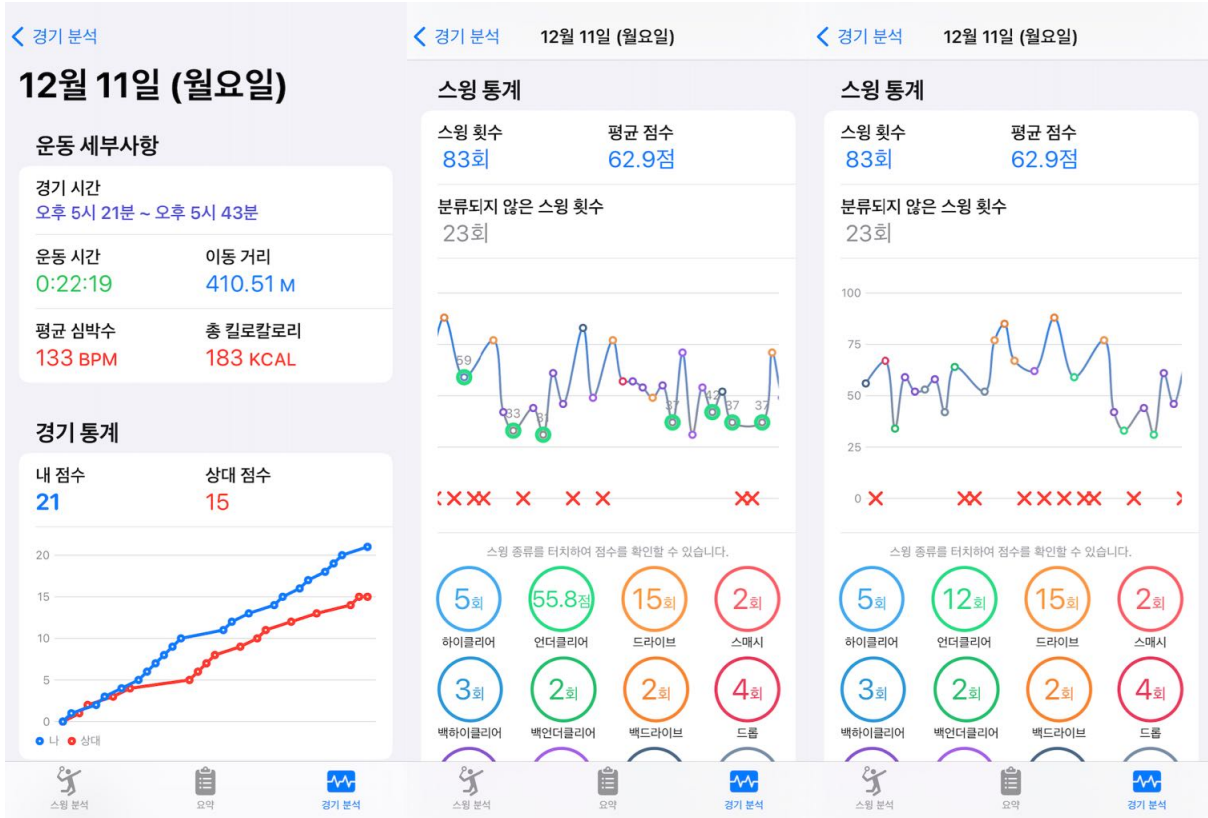 경기 분석
12월 11일 (월요일)
운동 세부사항
경기 시간
오후 5시 21분 ~ 오후 5시 43분
운동 시간 이동 거리
0:22:19 410.51 M
평균 심박수 총 킬로칼로리
133 BPM 183 KCAL
경기 통계
내 점수 상대 점수
21 15
20
15
10
5
0
나 상대
스윙 분석 요약 경기 분석
경기 분석 12월 11일 (월요일)
스윙 통계
스윙 횟수 평균 점수
83회 62.9점
분류되지 않은 스윙 횟수
23회
59
33 31 37 42 37 37
스윙 종류를 터치하여 점수를 확인할 수 있습니다.
5회 55.8점 15회 2회
하이클리어 언더클리어 드라이브 스매시
3회 2회 2회 4회
백하이클리어 백언더클리어 백드라이브 드롭
스윙 분석 요약 경기 분석
경기 분석 12월 11일 (월요일)
스윙 통계
스윙 횟수 평균 점수
83회 62.9점
분류되지 않은 스윙 횟수
23회
100
75
50
25
0
스윙 종류를 터치하여 점수를 확인할 수 있습니다.
5회 12회 15회 2회
하이클리어 언더클리어 드라이브 스매시
3회 2회 2회 4회
백하이클리어 백언더클리어 백드라이브 드롭
스윙 분석 요약 경기 분석